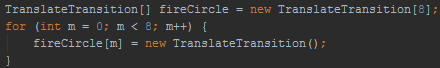 TranslateTransition[] fireCircle = new TranslateTransition[8];
for (int m = 0; m < 8; m++) {
    fireCircle[m] = new TranslateTransition();
}